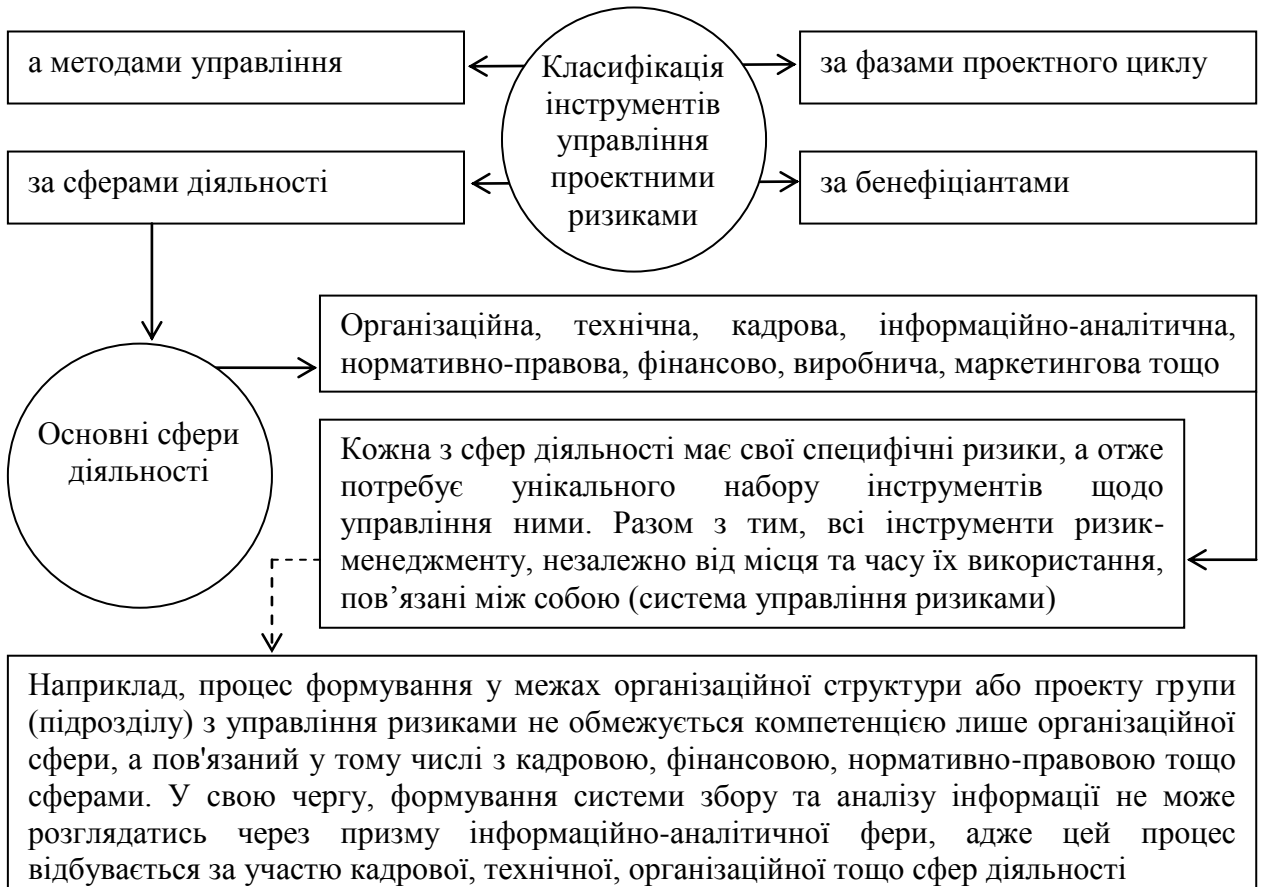 а методами управління
Класифікація
інструментів
управління
проектними
ризиками
за фазами проектного циклу
за сферами діяльності
за бенефіціантами
Організаційна, технічна, кадрова, інформаційно-аналітична,
нормативно-правова, фінансово, виробнича, маркетингова тощо
Основні сфери
діяльності
Кожна з сфер діяльності має свої специфічні ризики, а отже
потребує унікального набору інструментів щодо
управління ними. Разом з тим, всі інструменти ризик-
менеджменту, незалежно від місця та часу їх використання,
пов’язані між собою (система управління ризиками)
Наприклад, процес формування у межах організаційної структури або проекту групи
(підрозділу) з управління ризиками не обмежується компетенцією лише організаційної
сфери, а пов'язаний у тому числі з кадровою, фінансовою, нормативно-правовою тощо
сферами. У свою чергу, формування системи збору та аналізу інформації не може
розглядатись через призму інформаційно-аналітичної фери, адже цей процес
відбувається за участю кадрової, технічної, організаційної тощо сфер діяльності